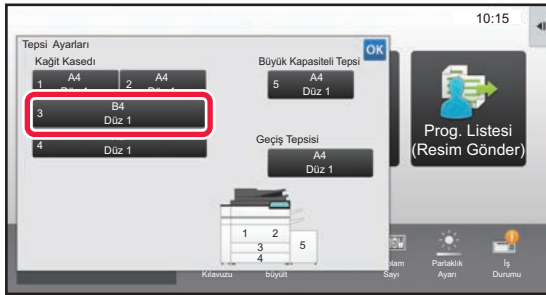 10:15
Tepsi Ayarları
OK
Kağıt Kasedı
Büyük Kapasiteli Tepsi
1 A4
2 A4
5 A4
Düz 1
3 B4
Düz 1
4 Düz 1
Geçiş Tepsisi
A4
Düz 1
Prog. Listesi
(Resim Gönder)
1 2
3
4
5
Kılavuzu
büyült
Sayı
Parlaklık
Ayarı
İş
Durumu